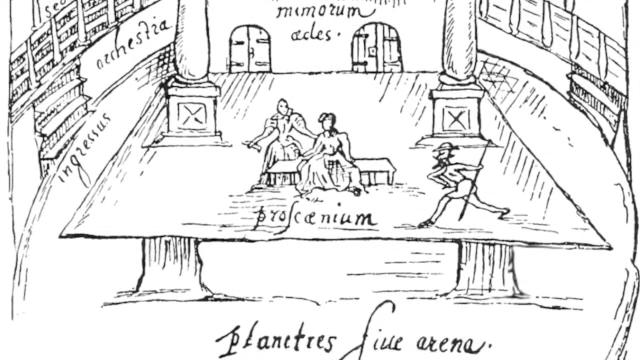 mimorum
ædes.
orchestra
ingressus
proscænium
planities siue arena.